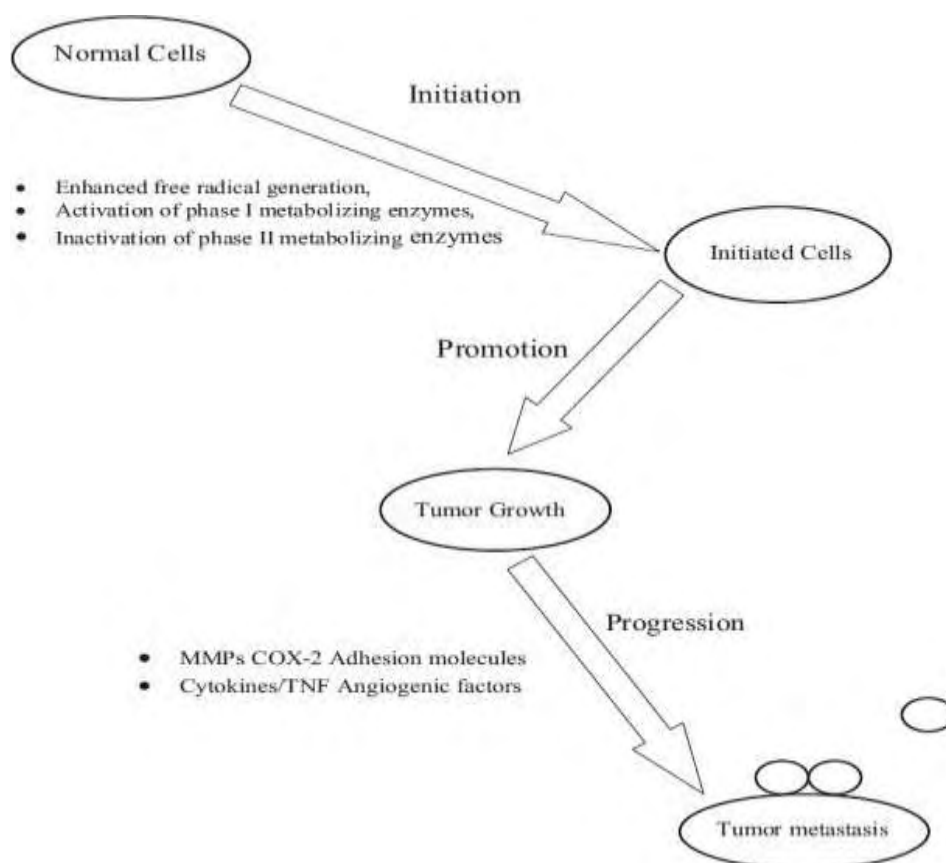 Normal Cells
Initiation
• Enhanced free radical generation,
• Activation of phase I metabolizing enzymes,
• Inactivation of phase II metabolizing enzymes
Initiated Cells
Promotion
Tumor Growth
Progression
• MMPs COX-2 Adhesion molecules
• Cytokines/TNF Angiogenic factors
Tumor metastasis